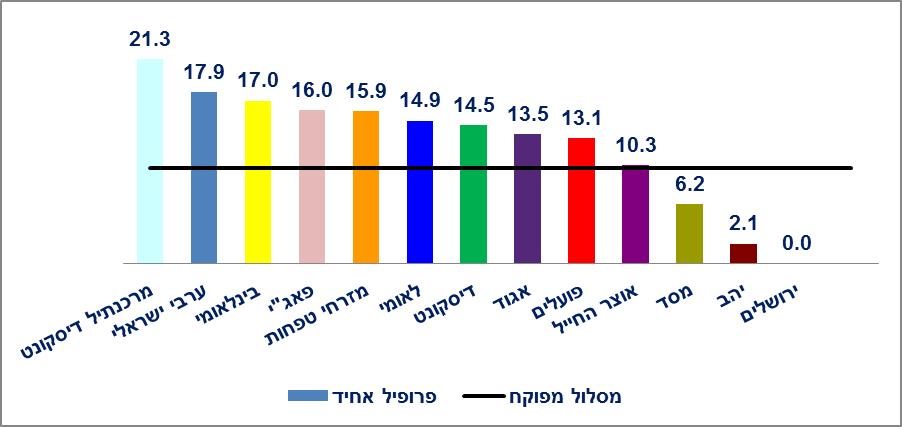 21.3
17.9
17.0
16.0
15.9
14.9
14.5
13.5
13.1
10.3
6.2
2.1
0.0
מרכנתיל דיסקונט
ערבי ישראלי
בינלאומי
פאג"י
מזרחי טפחות
לאומי
דיסקונט
אגוד
פועלים
אוצר החייל
מסד
יהב
ירושלים
פרופיל אחיד
מסלול מפוקח